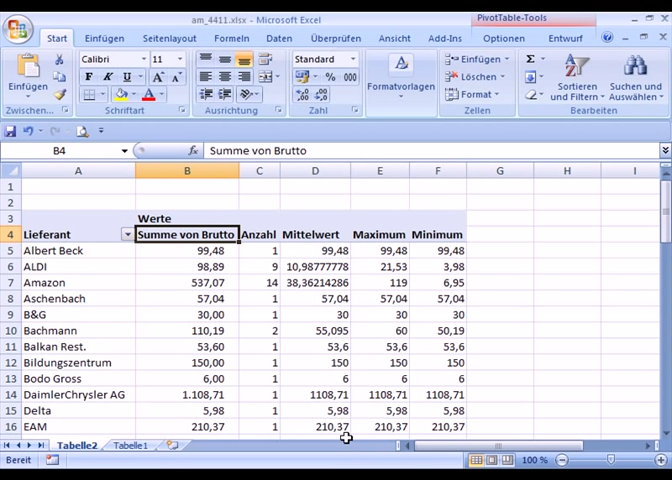 am_4411.xlsx - Microsoft Excel
PivotTable-Tools
Start Einfügen Seitenlayout Formeln Daten Überprüfen Ansicht Add-Ins Optionen Entwurf
Calibri 11 Standard Σ
Einfügen F K U A A % 000 Formatvorlagen Einfügen Löschen Format Sortieren und Filtern Suchen und Auswählen
Zwischen... Schriftart Ausrichtung Zahl Zellen Bearbeiten
B4 fx Summe von Brutto
A B C D E F G H I
1
2
3 Werte
4 Lieferant Summe von Brutto Anzahl Mittelwert Maximum Minimum
5 Albert Beck 99,48 1 99,48 99,48 99,48
6 ALDI 98,89 9 10,98777778 21,53 3,98
7 Amazon 537,07 14 38,36214286 119 6,95
8 Aschenbach 57,04 1 57,04 57,04 57,04
9 B&G 30,00 1 30 30 30
10 Bachmann 110,19 2 55,095 60 50,19
11 Balkan Rest. 53,60 1 53,6 53,6 53,6
12 Bildungszentrum 150,00 1 150 150 150
13 Bodo Gross 6,00 1 6 6 6
14 DaimlerChrysler AG 1.108,71 1 1108,71 1108,71 1108,71
15 Delta 5,98 1 5,98 5,98 5,98
16 EAM 210,37 1 210,37 210,37 210,37
Tabelle2 Tabelle1
Bereit 100 %